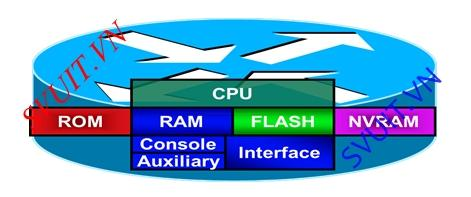 SVUIT.VN
CPU
ROM
RAM
FLASH
NVRAM
Console
Auxiliary
Interface
SVUIT.VN